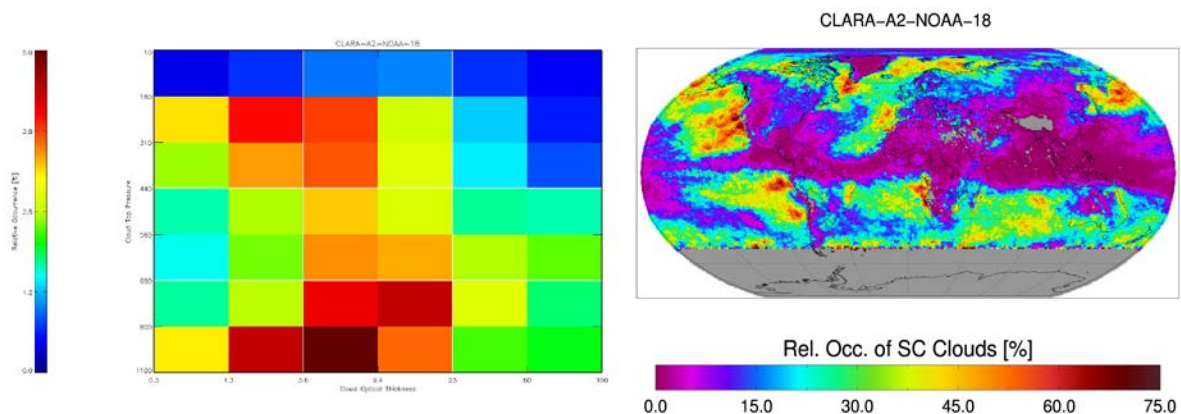 CLARA-A2-NOAA-18
Relative Occurrence [%]
5.0
3.8
2.5
1.2
0.0
Cloud Top Pressure
10
180
310
440
560
680
800
1100
0.3
1.3
3.6
9.4
23
60
100
Cloud Optical Thickness
CLARA-A2-NOAA-18
Rel. Occ. of SC Clouds [%]
0.0 15.0 30.0 45.0 60.0 75.0